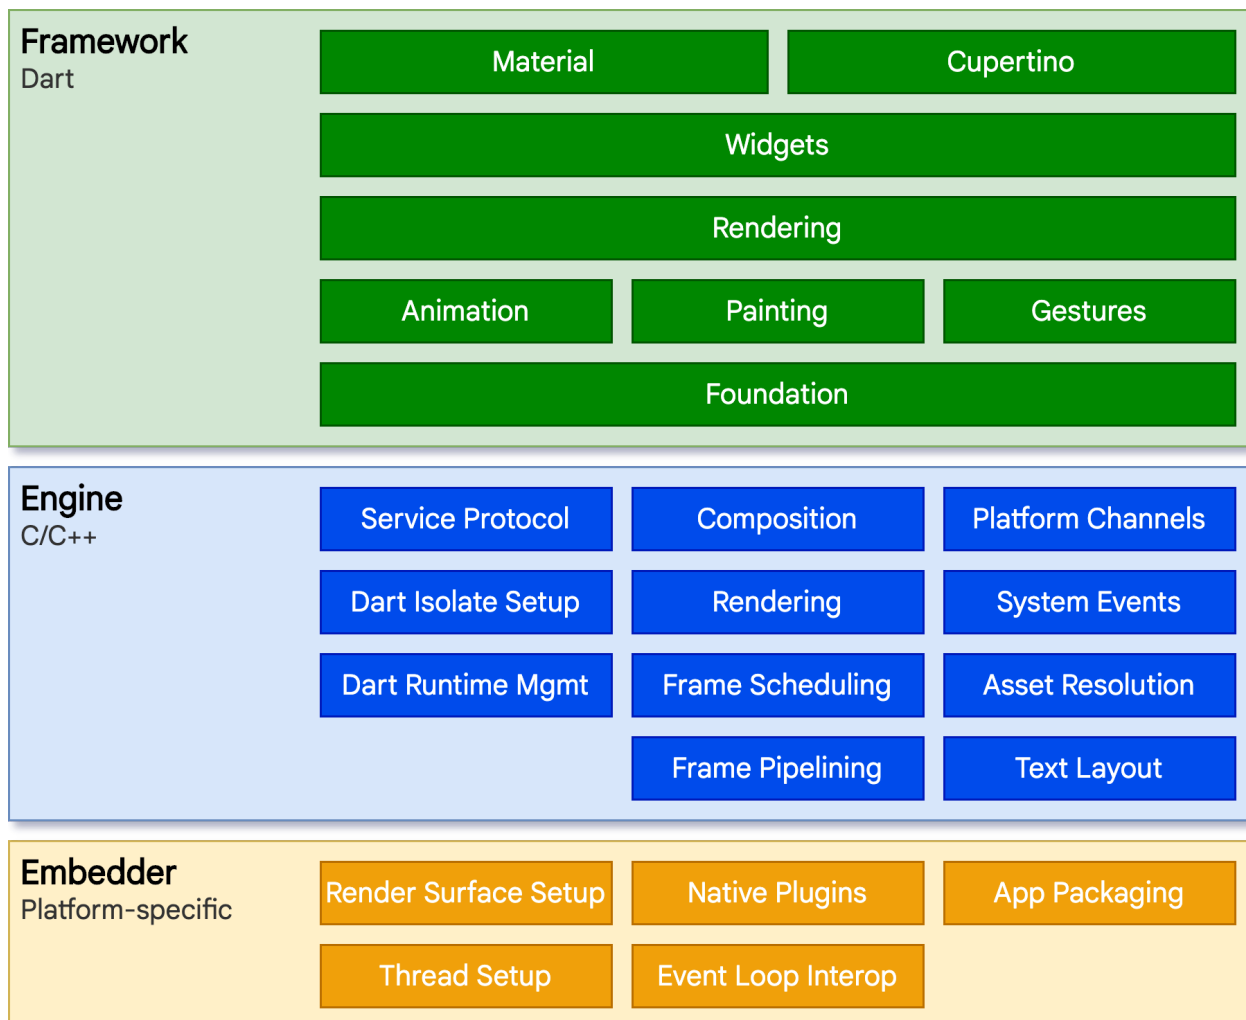 Framework
Dart
Material
Cupertino
Widgets
Rendering
Animation
Painting
Gestures
Foundation
Engine
C/C++
Service Protocol
Composition
Platform Channels
Dart Isolate Setup
Rendering
System Events
Dart Runtime Mgmt
Frame Scheduling
Asset Resolution
Frame Pipelining
Text Layout
Embedder
Platform-specific
Render Surface Setup
Native Plugins
App Packaging
Thread Setup
Event Loop Interop